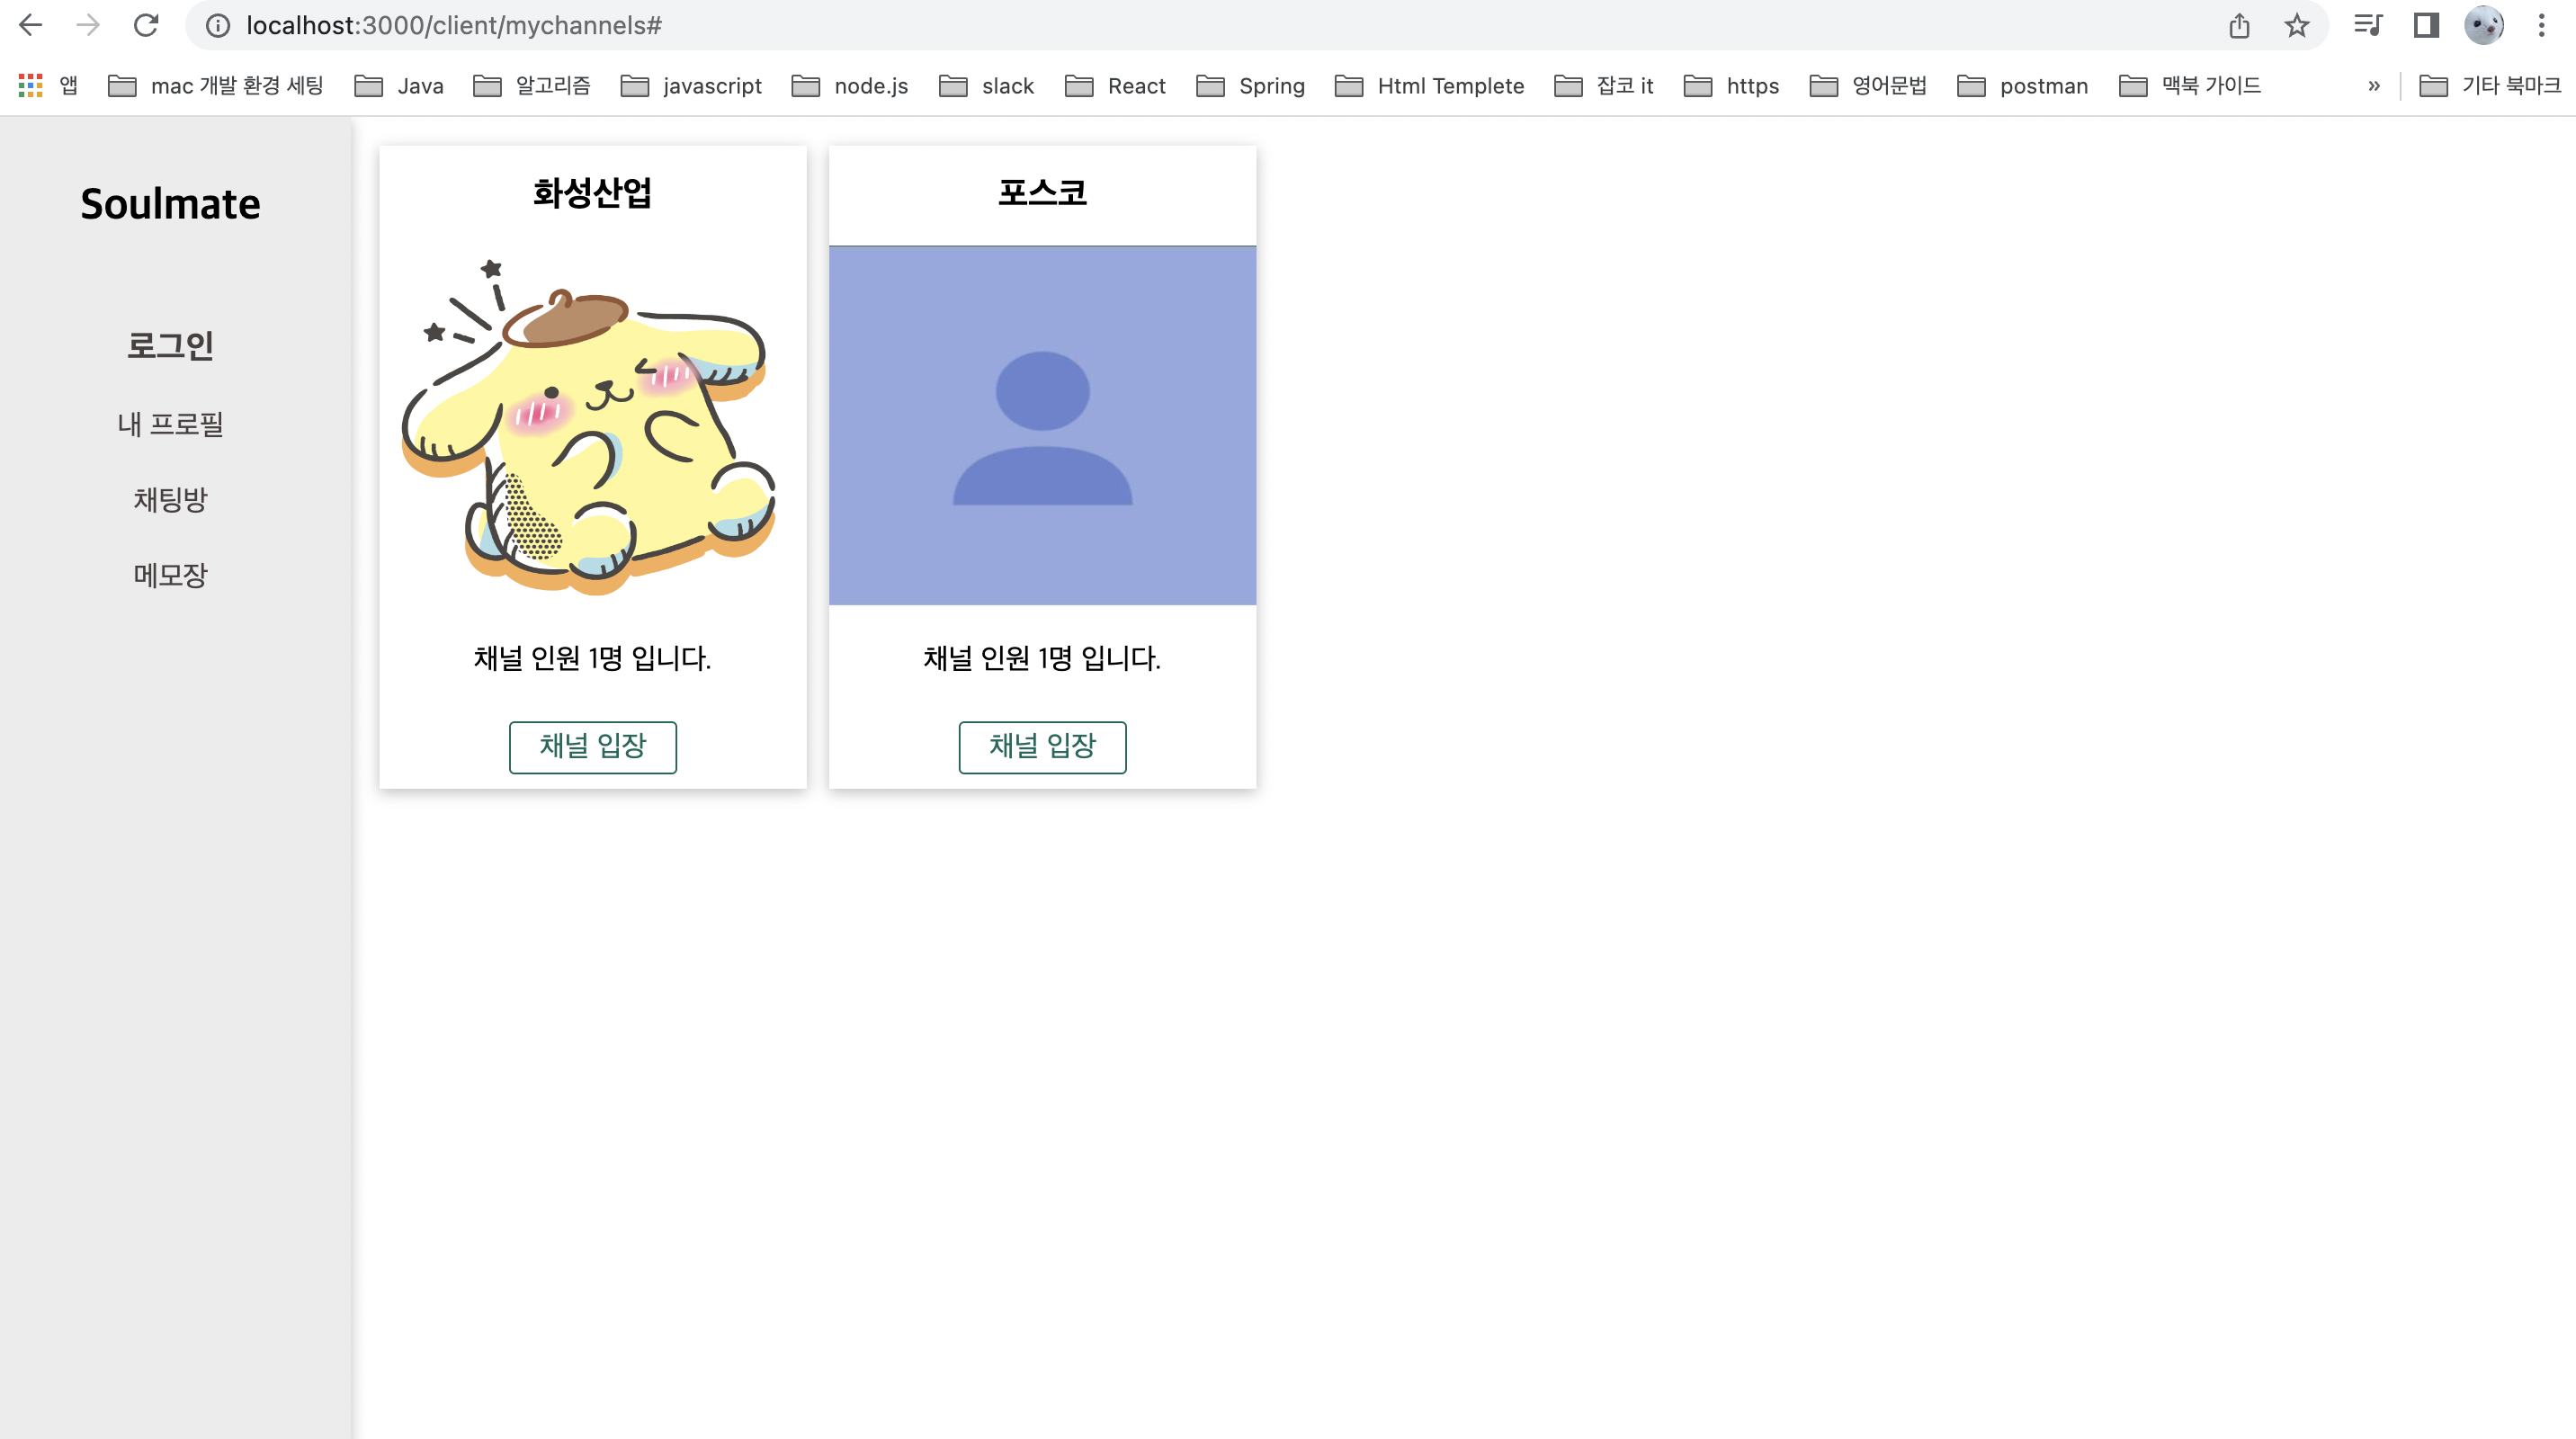 localhost:3000/client/mychannels#
앱 mac 개발 환경 세팅 Java 알고리즘 javascript node.js slack React Spring Html Templete 잡코 it https 영어문법 postman 맥북 가이드 » 기타 북마크
Soulmate
로그인
내 프로필
채팅방
메모장
화성산업
채널 인원 1명 입니다.
채널 입장
포스코
채널 인원 1명 입니다.
채널 입장